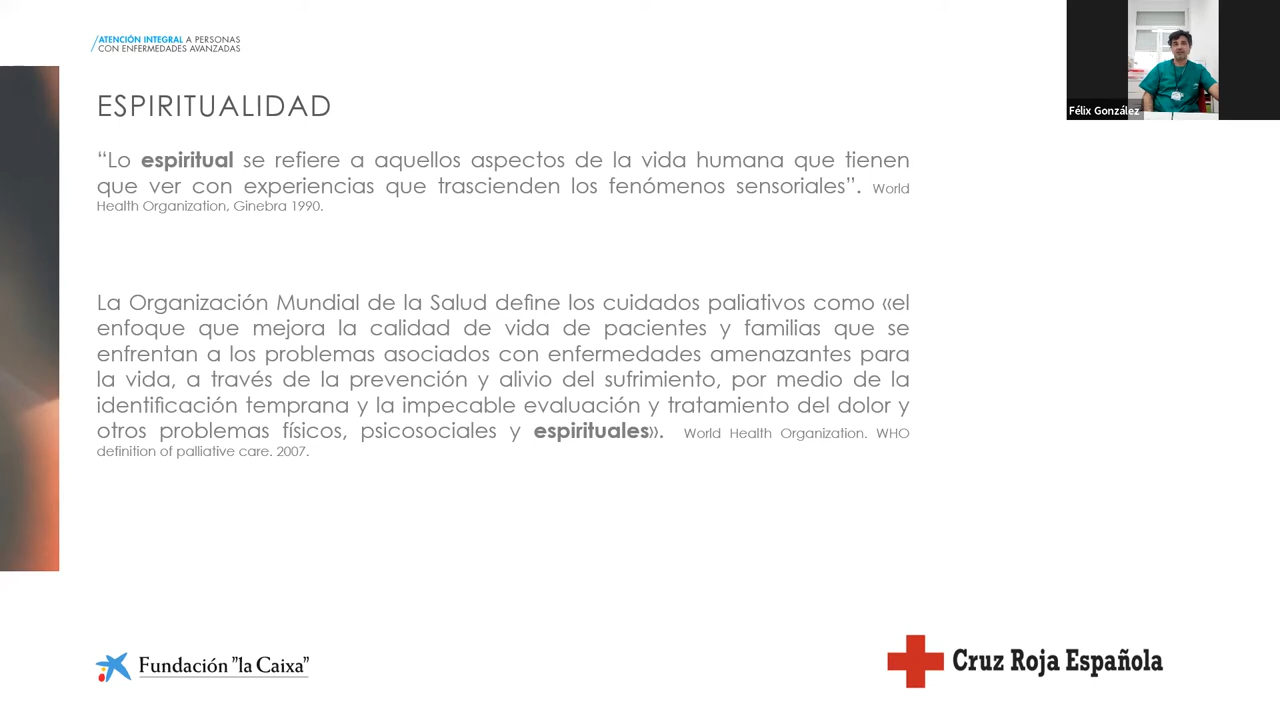 ATENCIÓN INTEGRAL A PERSONAS
CON ENFERMEDADES AVANZADAS
Félix González
ESPIRITUALIDAD
“Lo espiritual se refiere a aquellos aspectos de la vida humana que tienen
que ver con experiencias que trascienden los fenómenos sensoriales”. World
Health Organization, Ginebra 1990.
La Organización Mundial de la Salud define los cuidados paliativos como «el
enfoque que mejora la calidad de vida de pacientes y familias que se
enfrentan a los problemas asociados con enfermedades amenazantes para
la vida, a través de la prevención y alivio del sufrimiento, por medio de la
identificación temprana y la impecable evaluación y tratamiento del dolor y
otros problemas físicos, psicosociales y espirituales». World Health Organization. WHO
definition of palliative care. 2007.
Fundación "la Caixa"
Cruz Roja Española